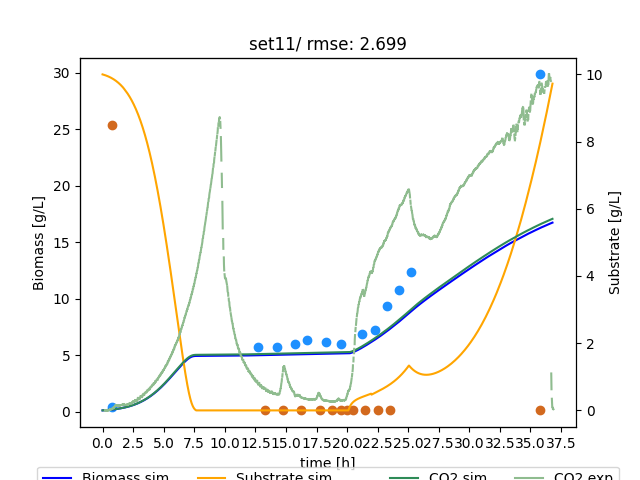 set11/ rmse: 2.699
30
25
20
15
10
5
0
Biomass [g/L]
10
8
6
4
2
0
Substrate [g/L]
0.0 2.5 5.0 7.5 10.0 12.5 15.0 17.5 20.0 22.5 25.0 27.5 30.0 32.5 35.0 37.5
time [h]
Biomass sim Substrate sim CO2 sim CO2 exp